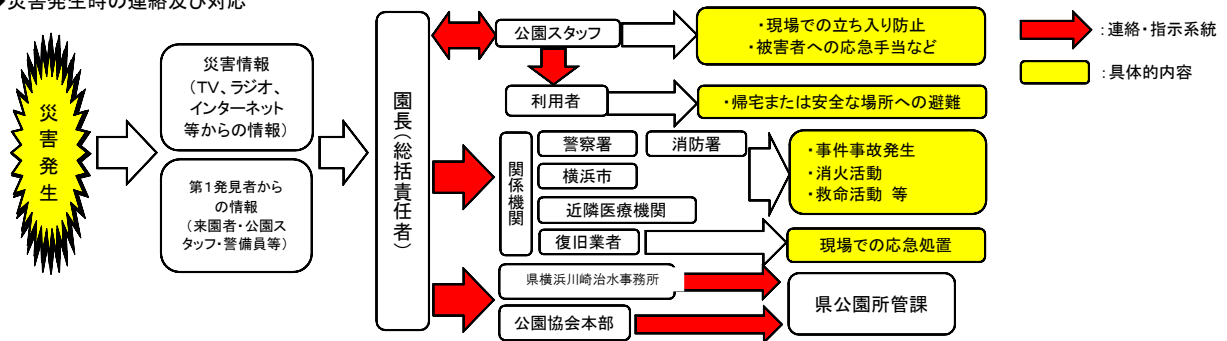 災害発生時の連絡及び対応
災害発生
災害情報
(TV、ラジオ、
インターネット
等からの情報)
第1発見者から
の情報
(来園者・公園ス
タッフ・警備員等)
園長(総括責任者)
公園スタッフ
・現場での立ち入り防止
・被害者への応急手当など
利用者
・帰宅または安全な場所への避難
関係機関
警察署
消防署
横浜市
近隣医療機関
復旧業者
・事件事故発生
・消火活動
・救命活動 等
現場での応急処置
県横浜川崎治水事務所
公園協会本部
県公園所管課
:連絡・指示系統
:具体的内容